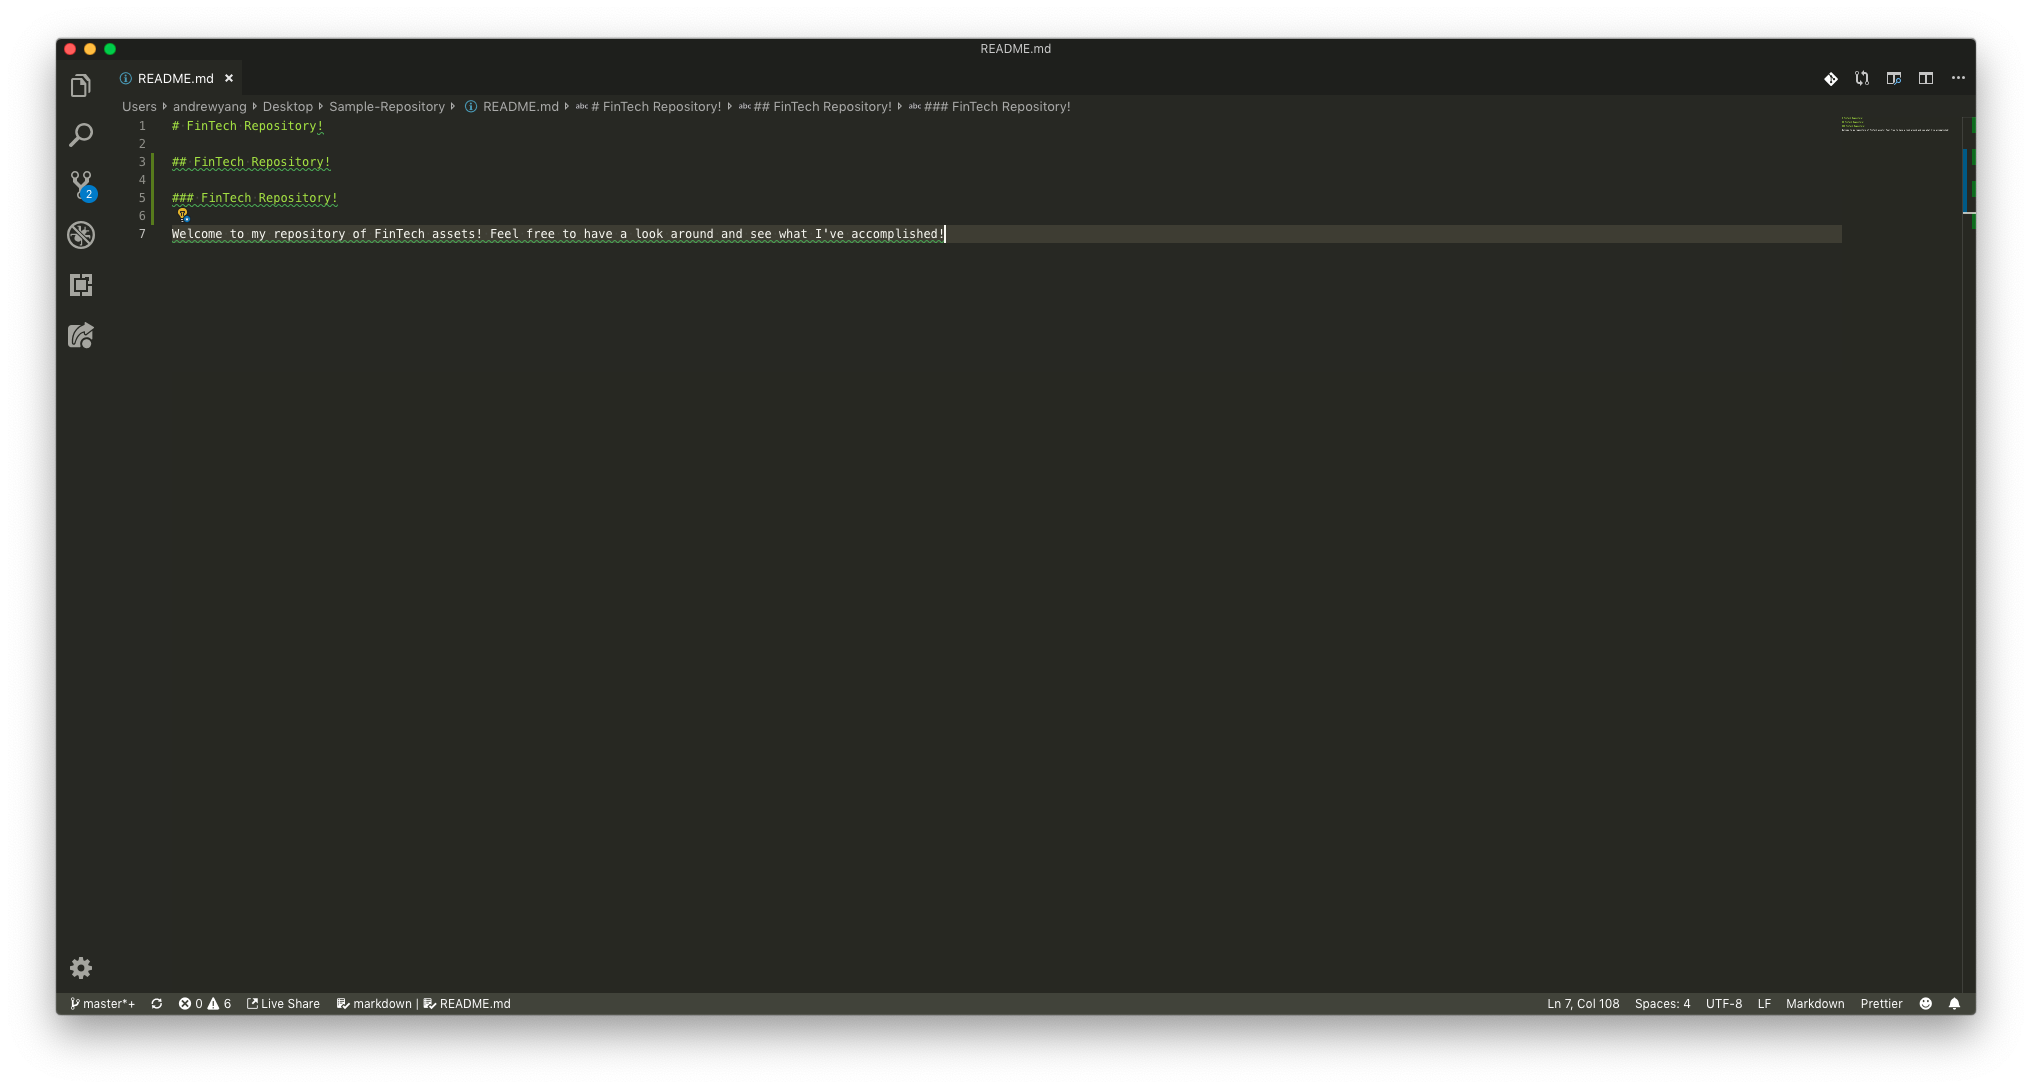 README.md
README.md ×
Users andrewyang Desktop Sample-Repository README.md abc # FinTech Repository! abc ## FinTech Repository! abc ### FinTech Repository!
1 # FinTech Repository!
2
3 ## FinTech Repository!
4
5 ### FinTech Repository!
6
7 Welcome to my repository of FinTech assets! Feel free to have a look around and see what I've accomplished!
2
master*+ 0 6 Live Share markdown | README.md Ln 7, Col 108 Spaces: 4 UTF-8 LF Markdown Prettier